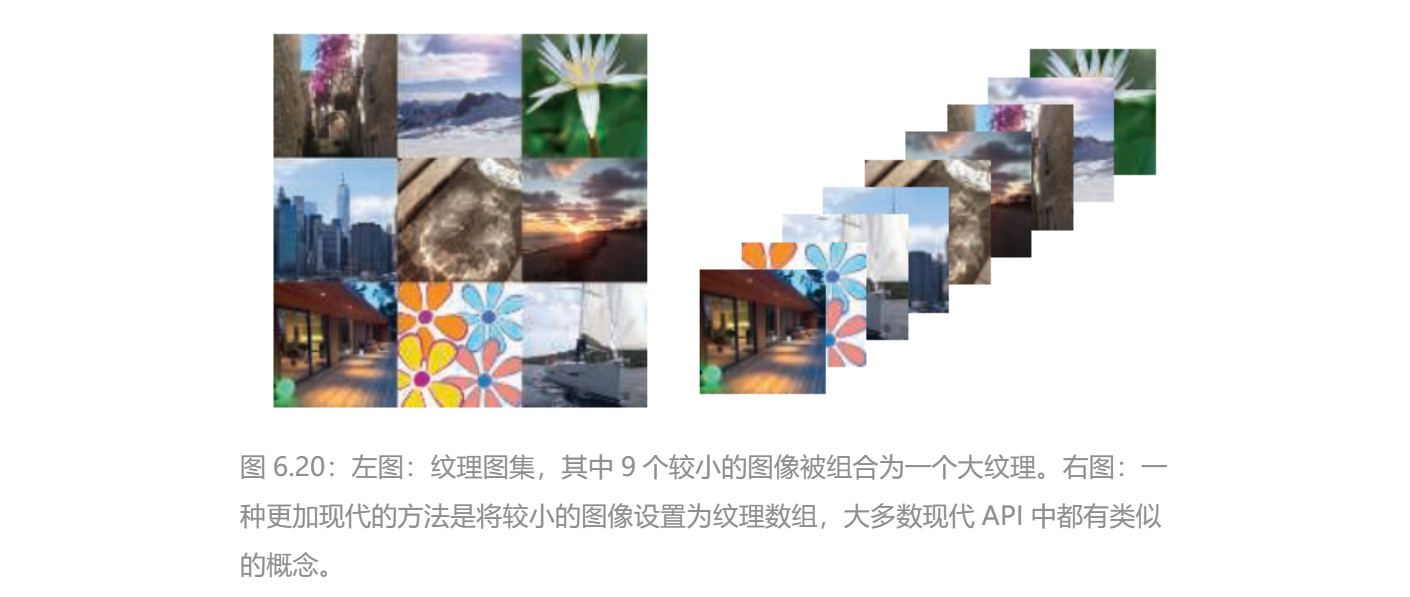 图 6.20：左图：纹理图集，其中 9 个较小的图像被组合为一个大纹理。右图：一
种更加现代的方法是将较小的图像设置为纹理数组，大多数现代 API 中都有类似
的概念。